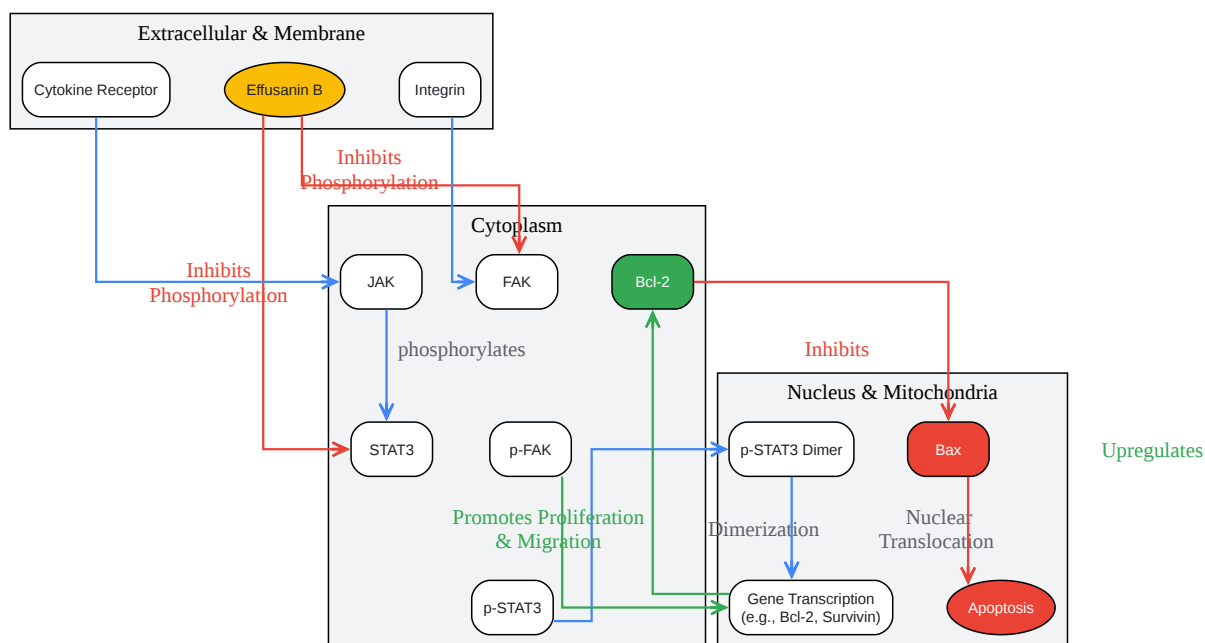 Extracellular & Membrane
Cytokine Receptor
Effusanin B
Integrin
Inhibits
Phosphorylation
Cytoplasm
Inhibits
Phosphorylation
JAK
FAK
Bcl-2
phosphorylates
Inhibits
Nucleus & Mitochondria
STAT3
p-FAK
p-STAT3 Dimer
Bax
Upregulates
Promotes Proliferation
& Migration
Dimerization
Nuclear
Translocation
p-STAT3
Gene Transcription
(e.g., Bcl-2, Survivin)
Apoptosis